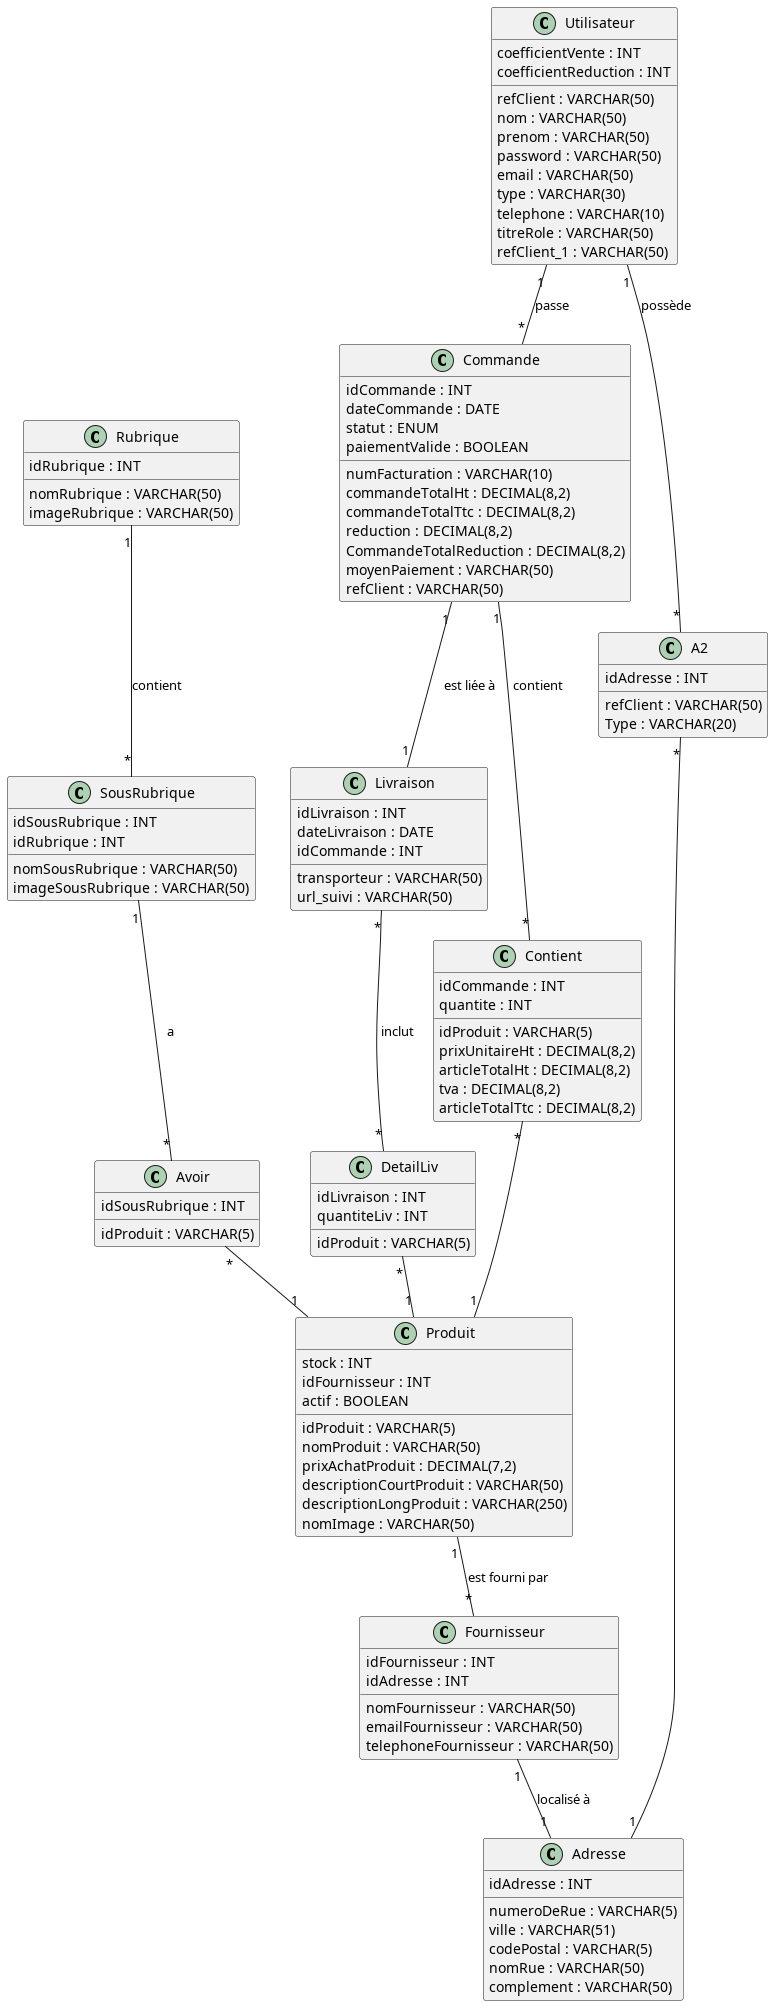 C Utilisateur
coefficientVente : INT
coefficientReduction : INT
refClient : VARCHAR(50)
nom : VARCHAR(50)
prenom : VARCHAR(50)
password : VARCHAR(50)
email : VARCHAR(50)
type : VARCHAR(30)
telephone : VARCHAR(10)
titreRole : VARCHAR(50)
refClient_1 : VARCHAR(50)
1
1
passe
possède
*
C Commande
idCommande : INT
dateCommande : DATE
statut : ENUM
paiementValide : BOOLEAN
numFacturation : VARCHAR(10)
commandeTotalHt : DECIMAL(8,2)
commandeTotalTtc : DECIMAL(8,2)
reduction : DECIMAL(8,2)
CommandeTotalReduction : DECIMAL(8,2)
moyenPaiement : VARCHAR(50)
refClient : VARCHAR(50)
C Rubrique
idRubrique : INT
nomRubrique : VARCHAR(50)
imageRubrique : VARCHAR(50)
1
1
1
*
C A2
idAdresse : INT
refClient : VARCHAR(50)
Type : VARCHAR(20)
contient
est liée à
contient
*
1
*
C SousRubrique
idSousRubrique : INT
idRubrique : INT
nomSousRubrique : VARCHAR(50)
imageSousRubrique : VARCHAR(50)
C Livraison
idLivraison : INT
dateLivraison : DATE
idCommande : INT
transporteur : VARCHAR(50)
url_suivi : VARCHAR(50)
1
*
*
C Contient
idCommande : INT
quantite : INT
idProduit : VARCHAR(5)
prixUnitaireHt : DECIMAL(8,2)
articleTotalHt : DECIMAL(8,2)
tva : DECIMAL(8,2)
articleTotalTtc : DECIMAL(8,2)
a
inclut
*
*
*
C Avoir
idSousRubrique : INT
idProduit : VARCHAR(5)
C DetailLiv
idLivraison : INT
quantiteLiv : INT
idProduit : VARCHAR(5)
*
*
1
1
1
C Produit
stock : INT
idFournisseur : INT
actif : BOOLEAN
idProduit : VARCHAR(5)
nomProduit : VARCHAR(50)
prixAchatProduit : DECIMAL(7,2)
descriptionCourtProduit : VARCHAR(50)
descriptionLongProduit : VARCHAR(250)
nomImage : VARCHAR(50)
1
est fourni par
*
C Fournisseur
idFournisseur : INT
idAdresse : INT
nomFournisseur : VARCHAR(50)
emailFournisseur : VARCHAR(50)
telephoneFournisseur : VARCHAR(50)
1
localisé à
1
1
C Adresse
idAdresse : INT
numeroDeRue : VARCHAR(5)
ville : VARCHAR(51)
codePostal : VARCHAR(5)
nomRue : VARCHAR(50)
complement : VARCHAR(50)